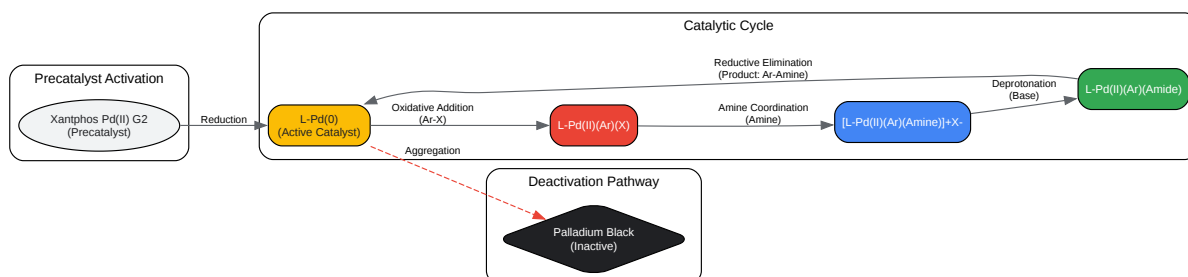 Catalytic Cycle
Precatalyst Activation
Xantphos Pd(II) G2
(Precatalyst)
Reduction
L-Pd(0)
(Active Catalyst)
Oxidative Addition
(Ar-X)
L-Pd(II)(Ar)(X)
Amine Coordination
(Amine)
[L-Pd(II)(Ar)(Amine)]+X-
Deprotonation
(Base)
L-Pd(II)(Ar)(Amide)
Reductive Elimination
(Product: Ar-Amine)
Aggregation
Deactivation Pathway
Palladium Black
(Inactive)